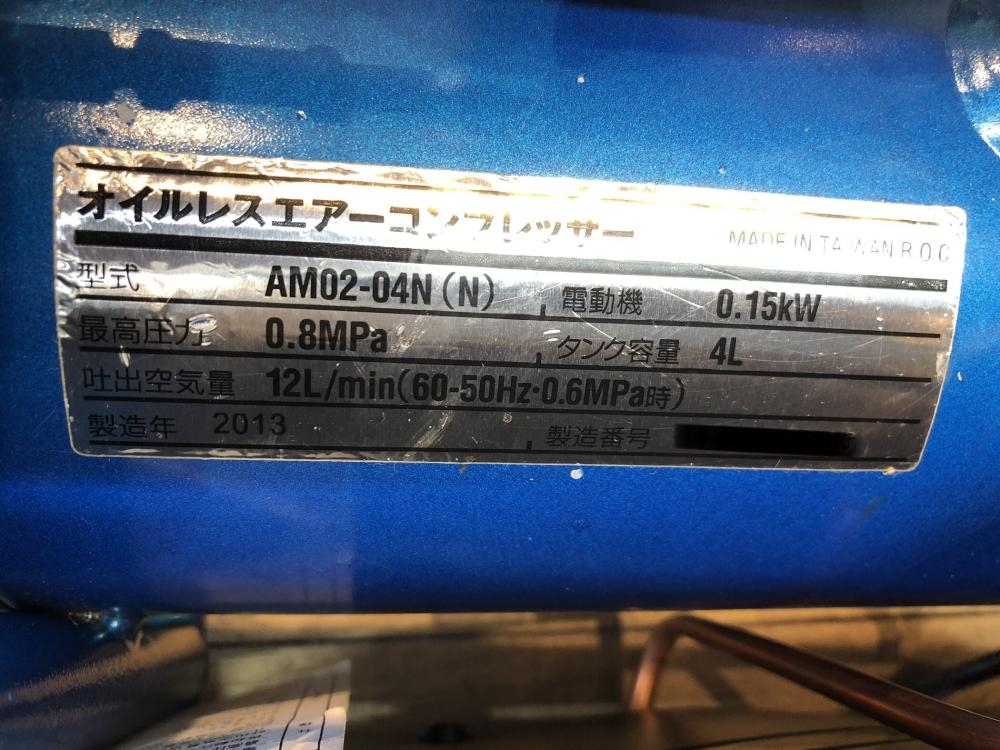 オイルレスエアーコンプレッサー MADE IN TAIWAN R.O.C
型式 AM02-04N (N) 電動機 0.15kW
最高圧力 0.8MPa タンク容量 4L
吐出空気量 12L/min(60-50Hz·0.6MPa時)
製造年 2013 製造番号